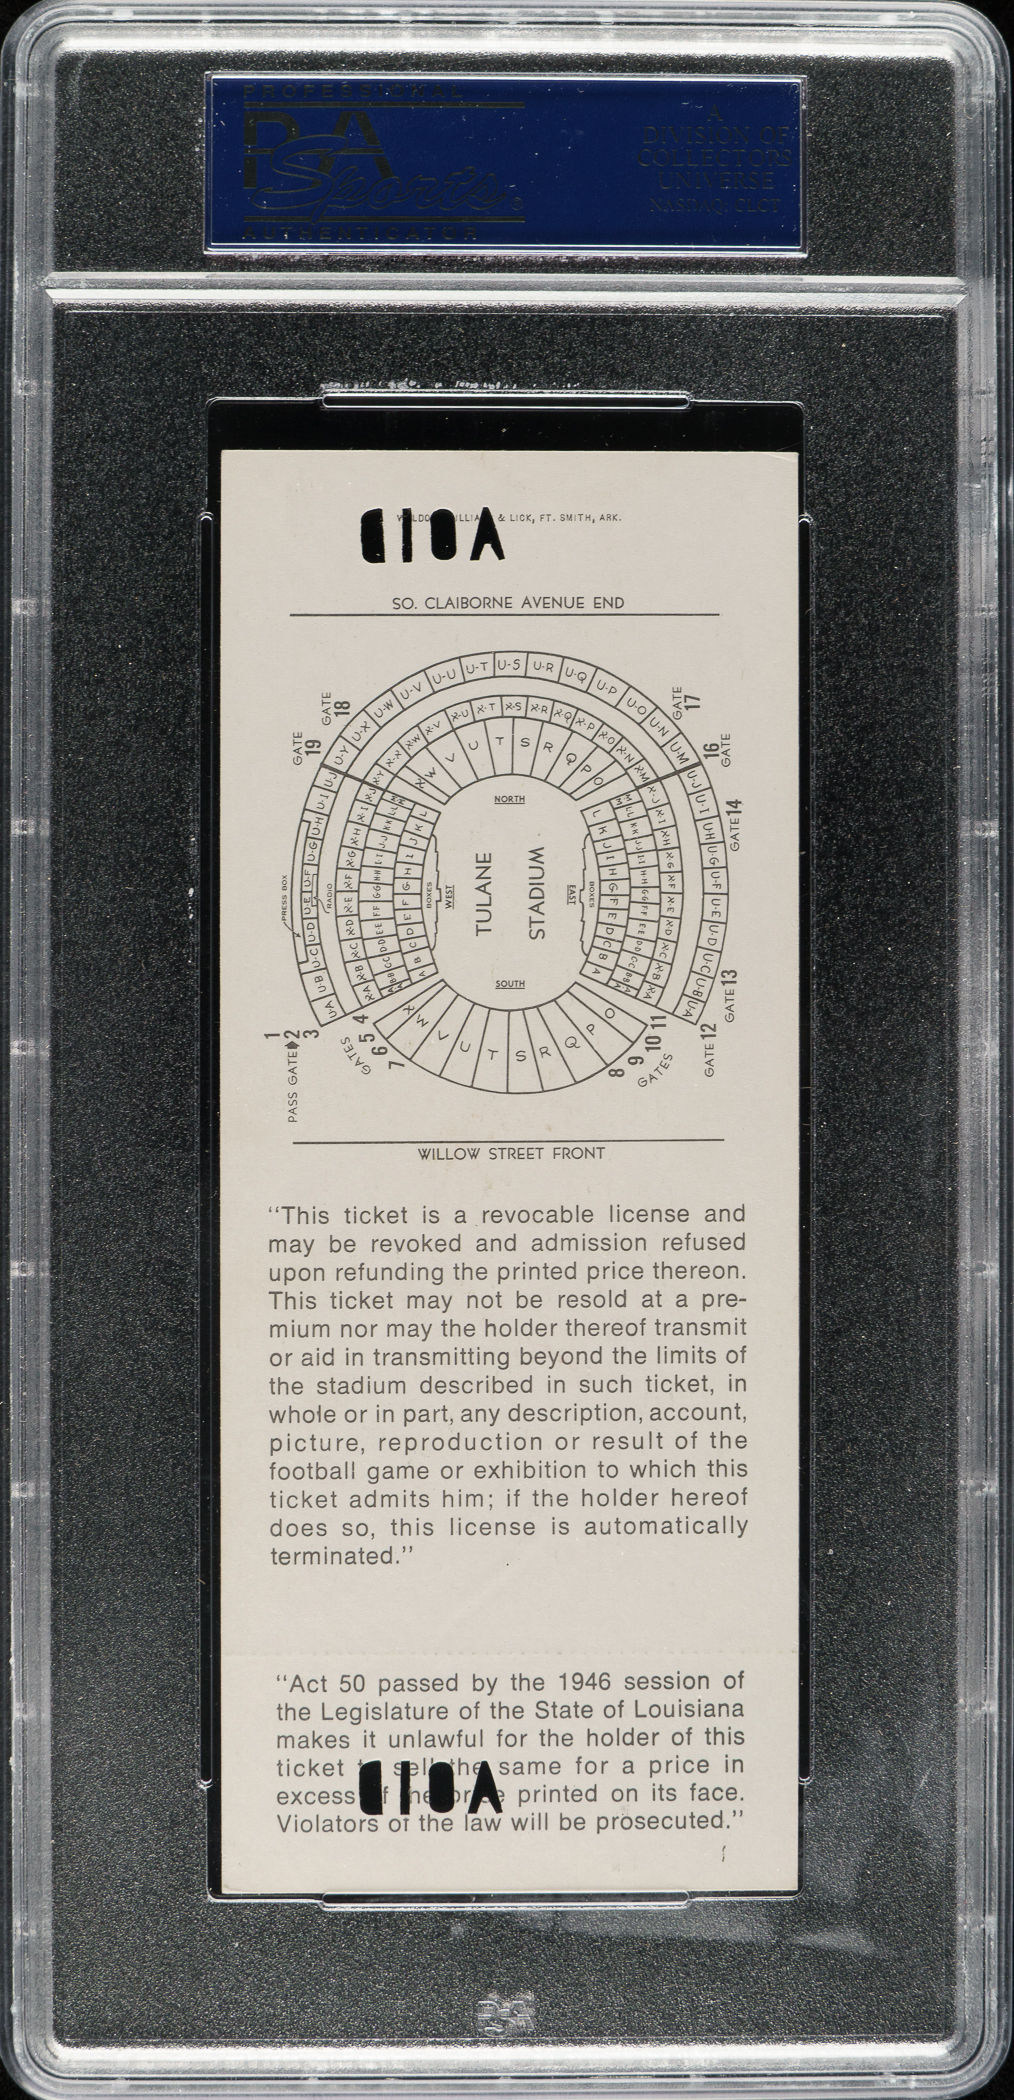 PROFESSIONAL
PSA
Sports
AUTHENTICATOR
A
DIVISION OF
COLLECTORS
UNIVERSE
NASDAQ: CLCT
VOID
& LICK, FT. SMITH, ARK.
SO. CLAIBORNE AVENUE END
GATE 18
GATE 19
GATE 17
GATE 16
GATE 14
U-Y U-X U-W U-V U-U U-T U-S U-R U-Q U-P U-O U-N U-M
X-Y X-X X-W X-V X-U X-T X-S X-R X-Q X-P X-O X-N X-M
X W V U T S R Q P O
NORTH
PRESS BOX
RADIO
U-J U-I U-H U-G U-F U-E U-D U-C U-B U-A
X-J X-I X-H X-G X-F X-E X-D X-C X-B X-A
L K J I H G F E D C B A
BOXES
WEST
TULANE
STADIUM
EAST
BOXES
L K J I H G F E D C B A
X-J X-I X-H X-G X-F X-E X-D X-C X-B X-A
U-J U-I U-H U-G U-F U-E U-D U-C U-B U-A
SOUTH
X W V U T S R Q P O
PASS GATE 1 2 3
GATES 4 5 6 7
GATES 8 9 10 11
GATE 12
GATE 13
WILLOW STREET FRONT
“This ticket is a revocable license and
may be revoked and admission refused
upon refunding the printed price thereon.
This ticket may not be resold at a pre-
mium nor may the holder thereof transmit
or aid in transmitting beyond the limits of
the stadium described in such ticket, in
whole or in part, any description, account,
picture, reproduction or result of the
football game or exhibition to which this
ticket admits him; if the holder hereof
does so, this license is automatically
terminated.”
“Act 50 passed by the 1946 session of
the Legislature of the State of Louisiana
makes it unlawful for the holder of this
ticket sell the same for a price in
excess printed on its face.
Violators of the law will be prosecuted.”
VOID
PSA